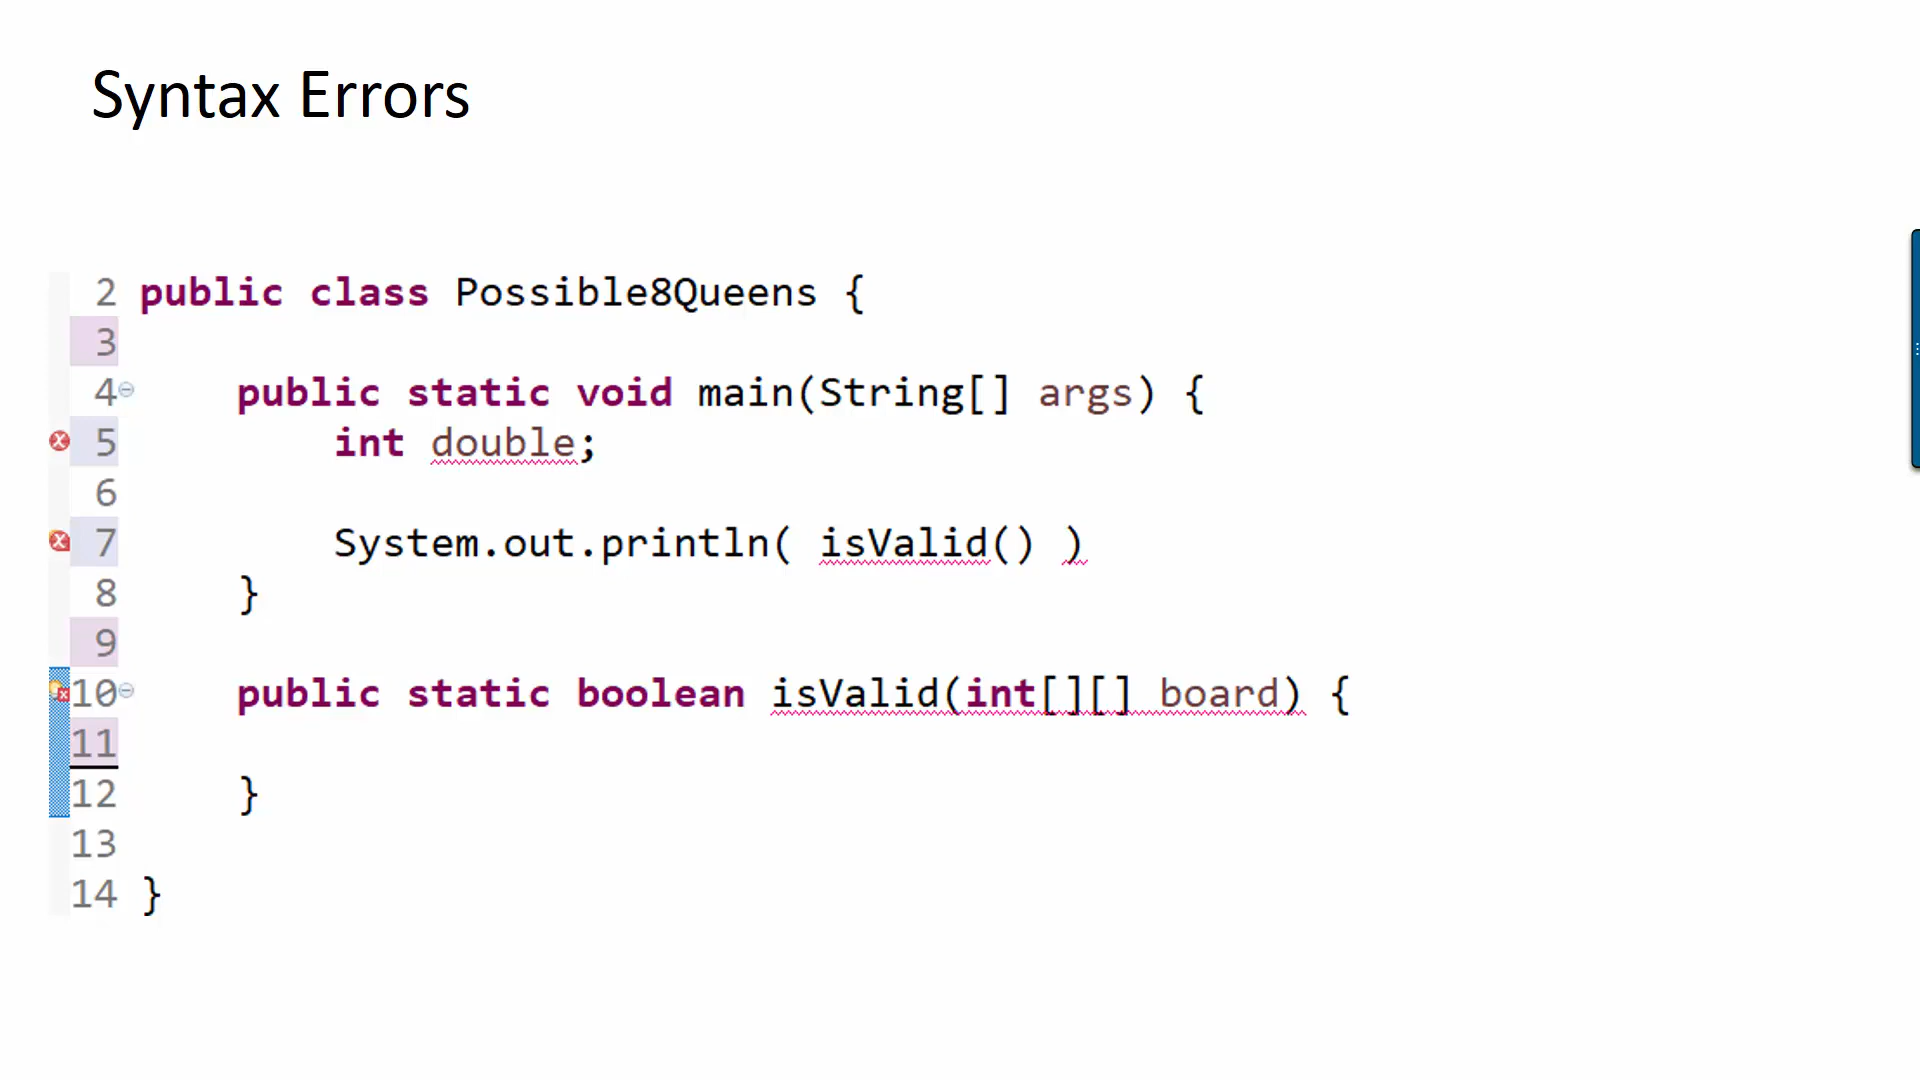 Syntax Errors
2 public class Possible8Queens {
3
4 public static void main(String[] args) {
5 int double;
6
7 System.out.println( isValid() )
8 }
9
10 public static boolean isValid(int[][] board) {
11
12 }
13
14 }